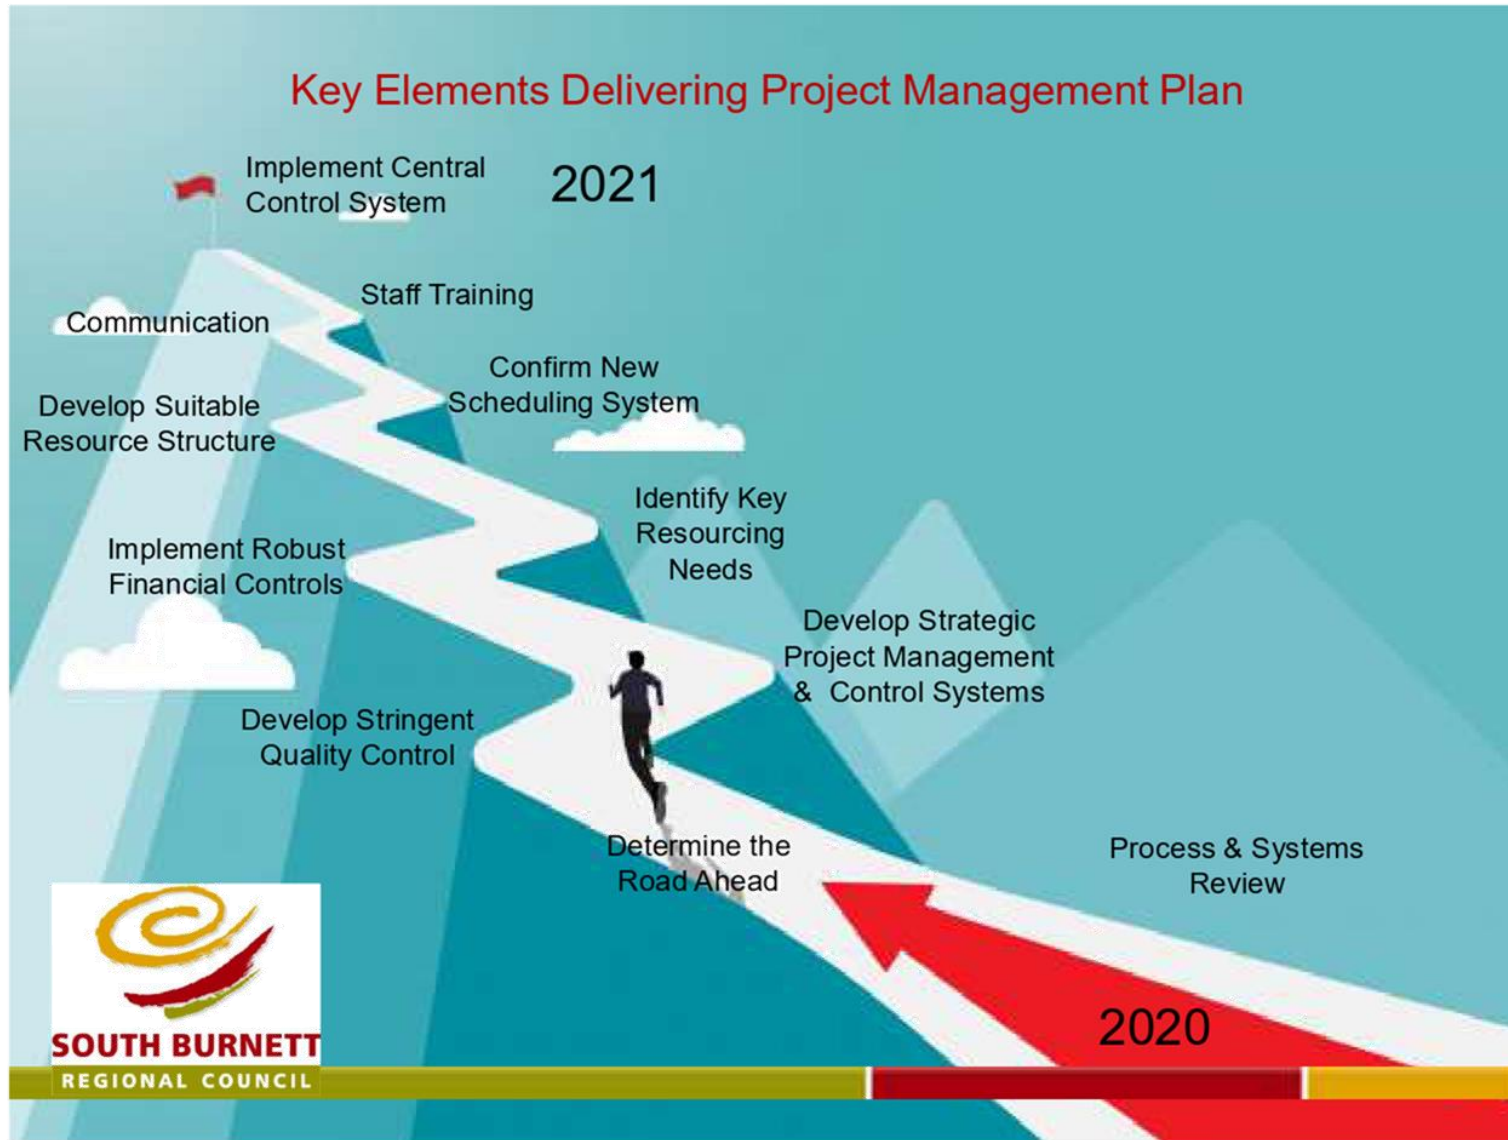 Key Elements Delivering Project Management Plan
Implement Central
Control System
2021
Staff Training
Communication
Confirm New
Scheduling System
Develop Suitable
Resource Structure
Identify Key
Resourcing
Needs
Implement Robust
Financial Controls
Develop Strategic
Project Management
& Control Systems
Develop Stringent
Quality Control
Determine the
Road Ahead
Process & Systems
Review
2020
SOUTH BURNETT
REGIONAL COUNCIL